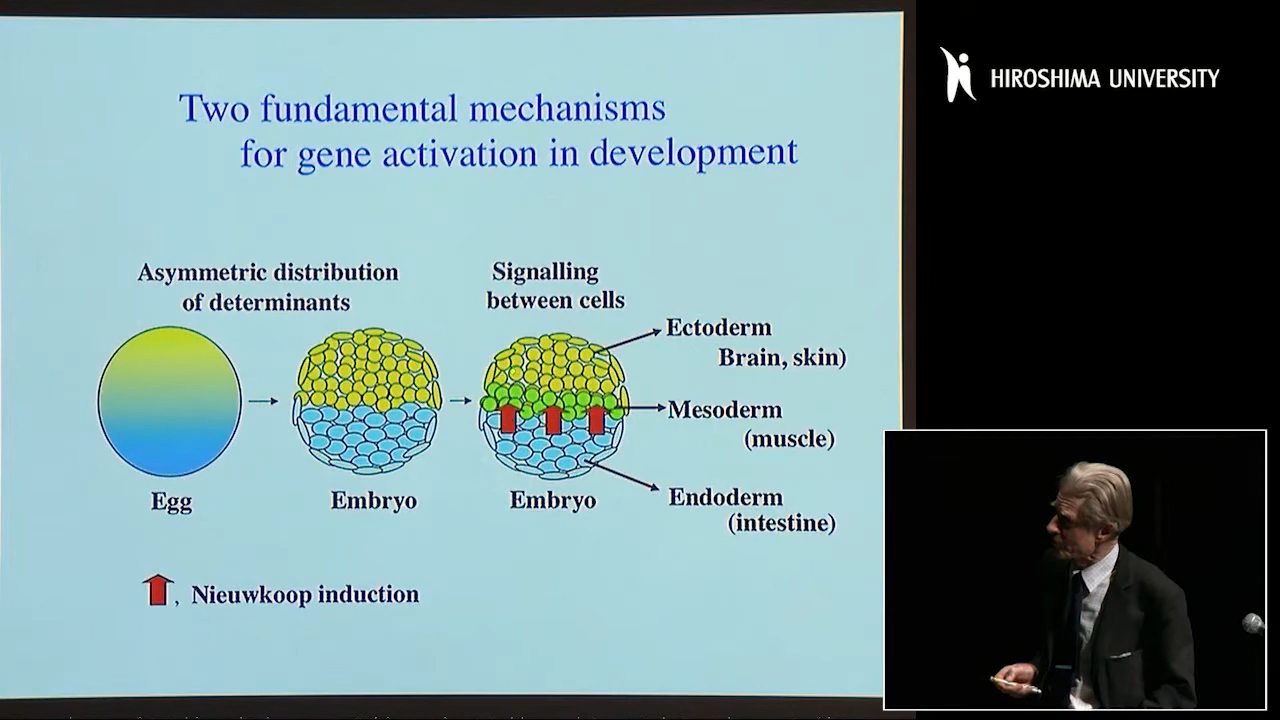 HIROSHIMA UNIVERSITY
Two fundamental mechanisms
for gene activation in development
Asymmetric distribution
of determinants
Signalling
between cells
Ectoderm
Brain, skin)
Mesoderm
(muscle)
Endoderm
(intestine)
Egg
Embryo
Embryo
, Nieuwkoop induction